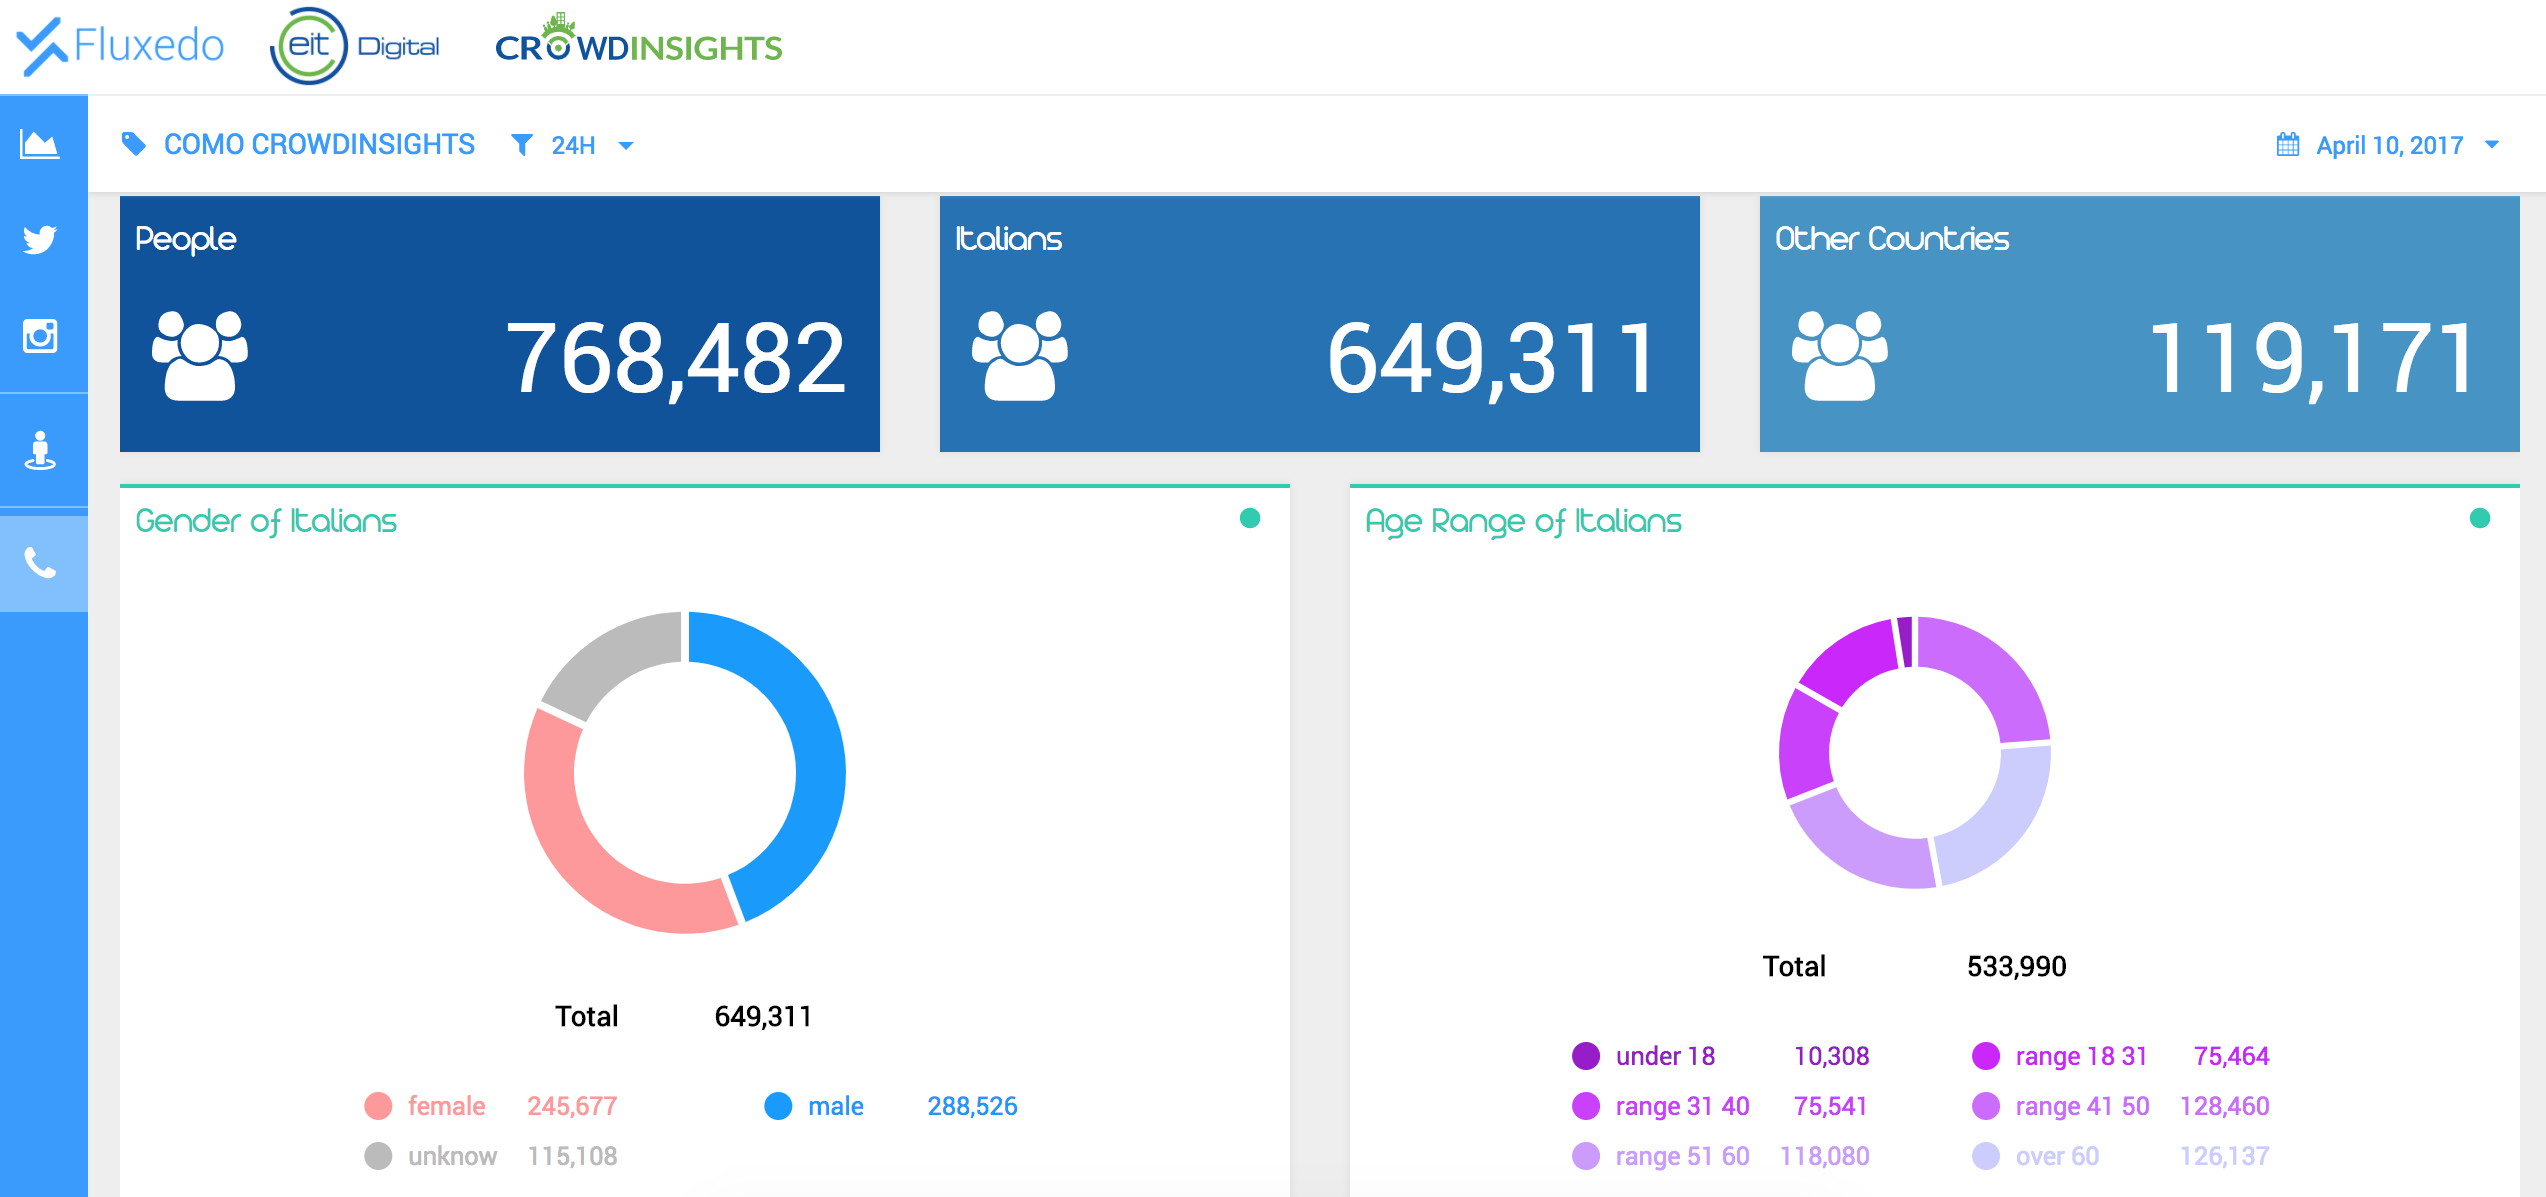 Fluxedo eit Digital CROWDINSIGHTS
COMO CROWDINSIGHTS 24H April 10, 2017
People Italians Other Countries
768,482 649,311 119,171
Gender of Italians Age Range of Italians
Total 533,990
Total 649,311
under 18 10,308 range 18 31 75,464
female 245,677 male 288,526 range 31 40 75,541 range 41 50 128,460
unknow 115,108 range 51 60 118,080 over 60 126,137